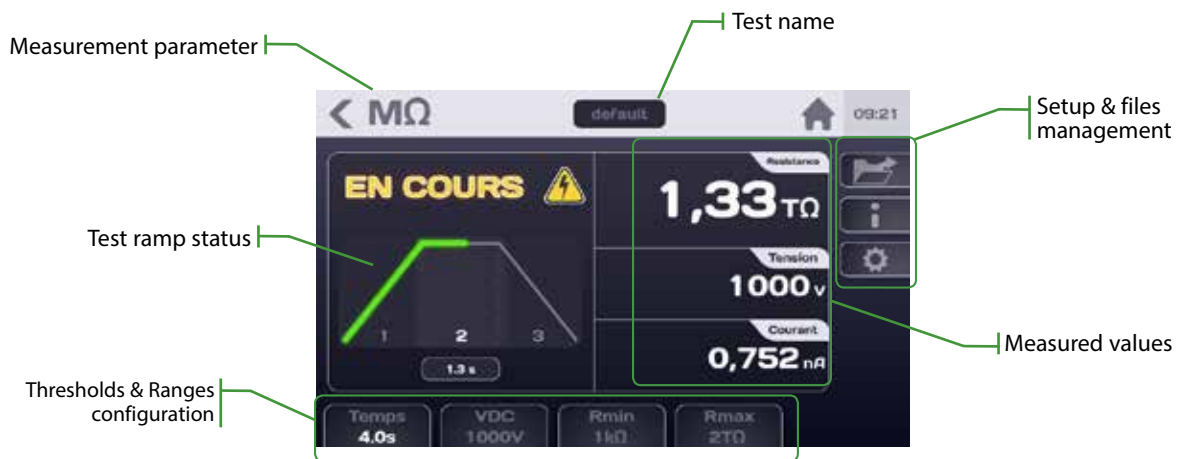 Test name
Measurement parameter
MΩ
default
09:21
Setup & files
management
EN COURS
Resistance
1,33 TΩ
Test ramp status
Tension
1000 v
1
2
3
Courant
0,752 nA
1.3 s
Measured values
Thresholds & Ranges
configuration
Temps
4.0s
VDC
1000V
Rmin
1kΩ
Rmax
2TΩ